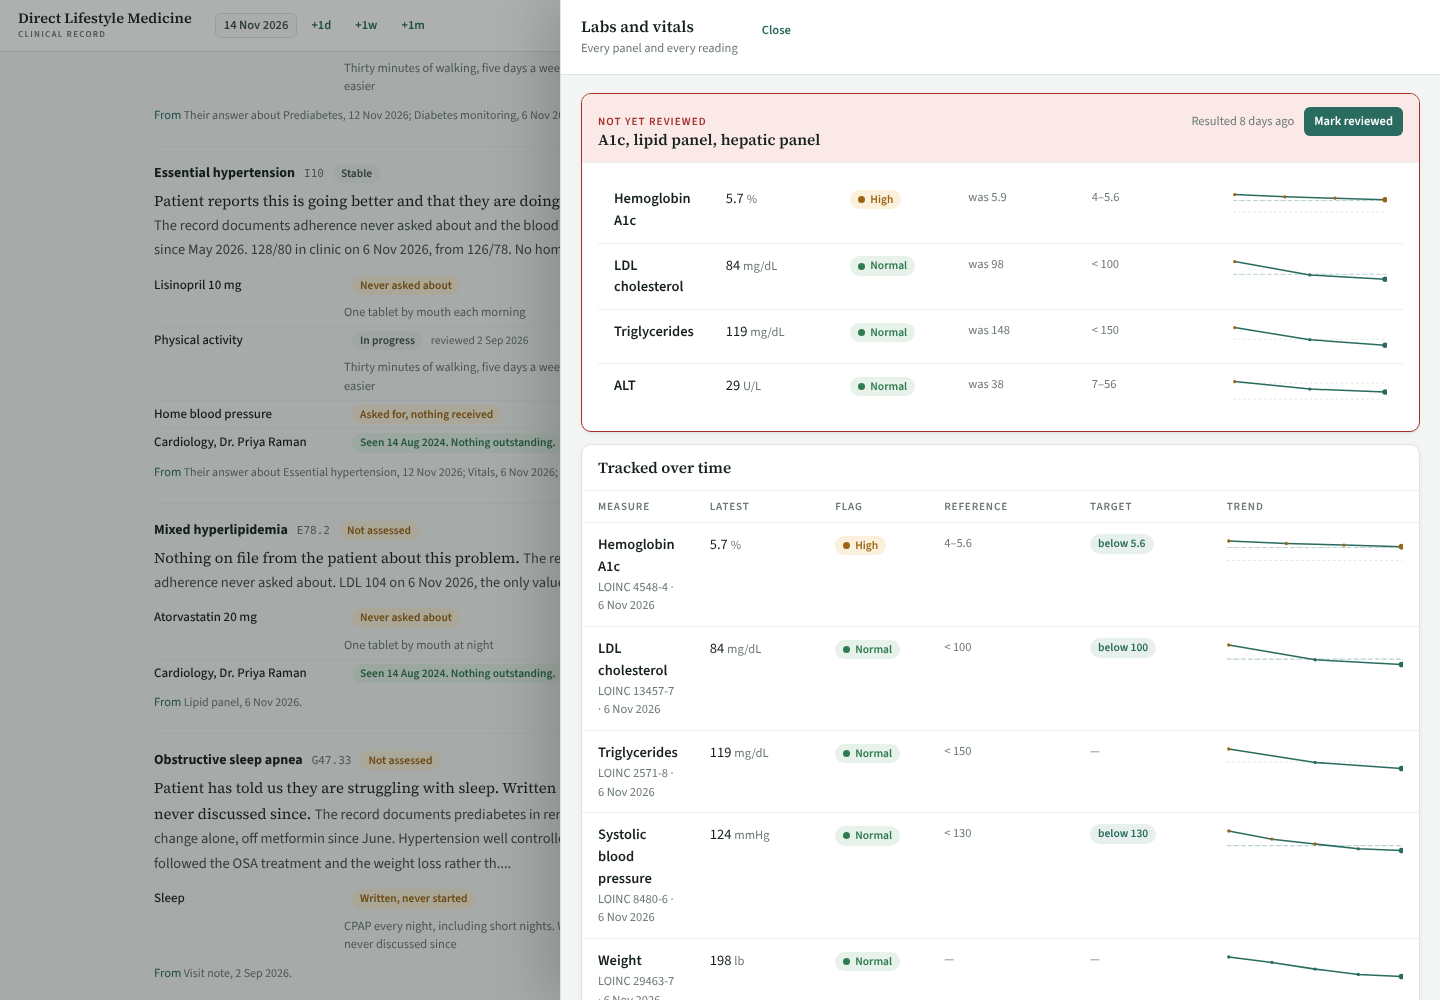 Direct Lifestyle Medicine
CLINICAL RECORD
14 Nov 2026
+1d
+1w
+1m
Thirty minutes of walking, five days a wee
easier
From Their answer about Prediabetes, 12 Nov 2026; Diabetes monitoring, 6 Nov 20
Essential hypertension I10 Stable
Patient reports this is going better and that they are doing
The record documents adherence never asked about and the blood
since May 2026. 128/80 in clinic on 6 Nov 2026, from 126/78. No hom
Lisinopril 10 mg Never asked about
One tablet by mouth each morning
Physical activity In progress reviewed 2 Sep 2026
Thirty minutes of walking, five days a wee
easier
Home blood pressure Asked for, nothing received
Cardiology, Dr. Priya Raman Seen 14 Aug 2024. Nothing outstanding.
From Their answer about Essential hypertension, 12 Nov 2026; Vitals, 6 Nov 2026;
Mixed hyperlipidemia E78.2 Not assessed
Nothing on file from the patient about this problem. The re
adherence never asked about. LDL 104 on 6 Nov 2026, the only value
Atorvastatin 20 mg Never asked about
One tablet by mouth at night
Cardiology, Dr. Priya Raman Seen 14 Aug 2024. Nothing outstanding.
From Lipid panel, 6 Nov 2026.
Obstructive sleep apnea G47.33 Not assessed
Patient has told us they are struggling with sleep. Written
never discussed since. The record documents prediabetes in rem
change alone, off metformin since June. Hypertension well controlle
followed the OSA treatment and the weight loss rather th....
Sleep Written, never started
CPAP every night, including short nights. W
never discussed since
From Visit note, 2 Sep 2026.
Labs and vitals
Close
Every panel and every reading
NOT YET REVIEWED
A1c, lipid panel, hepatic panel
Resulted 8 days ago
Mark reviewed
Hemoglobin A1c 5.7 % High was 5.9 4–5.6
LDL cholesterol 84 mg/dL Normal was 98 < 100
Triglycerides 119 mg/dL Normal was 148 < 150
ALT 29 U/L Normal was 38 7–56
Tracked over time
MEASURE LATEST FLAG REFERENCE TARGET TREND
Hemoglobin A1c 5.7 % High 4–5.6 below 5.6
LOINC 4548-4 ·
6 Nov 2026
LDL cholesterol 84 mg/dL Normal < 100 below 100
LOINC 13457-7
· 6 Nov 2026
Triglycerides 119 mg/dL Normal < 150 —
LOINC 2571-8 ·
6 Nov 2026
Systolic blood pressure 124 mmHg Normal < 130 below 130
LOINC 8480-6 ·
6 Nov 2026
Weight 198 lb Normal — —
LOINC 29463-7
· 6 Nov 2026